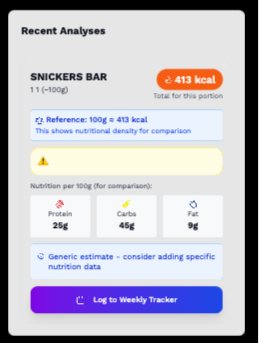 Recent Analyses
SNICKERS BAR
413 kcal
1 1 (~100g)
Total for this portion
Reference: 100g ≈ 413 kcal
This shows nutritional density for comparison
Nutrition per 100g (for comparison):
Protein
Carbs
Fat
25g
45g
9g
Generic estimate - consider adding specific
nutrition data
Log to Weekly Tracker